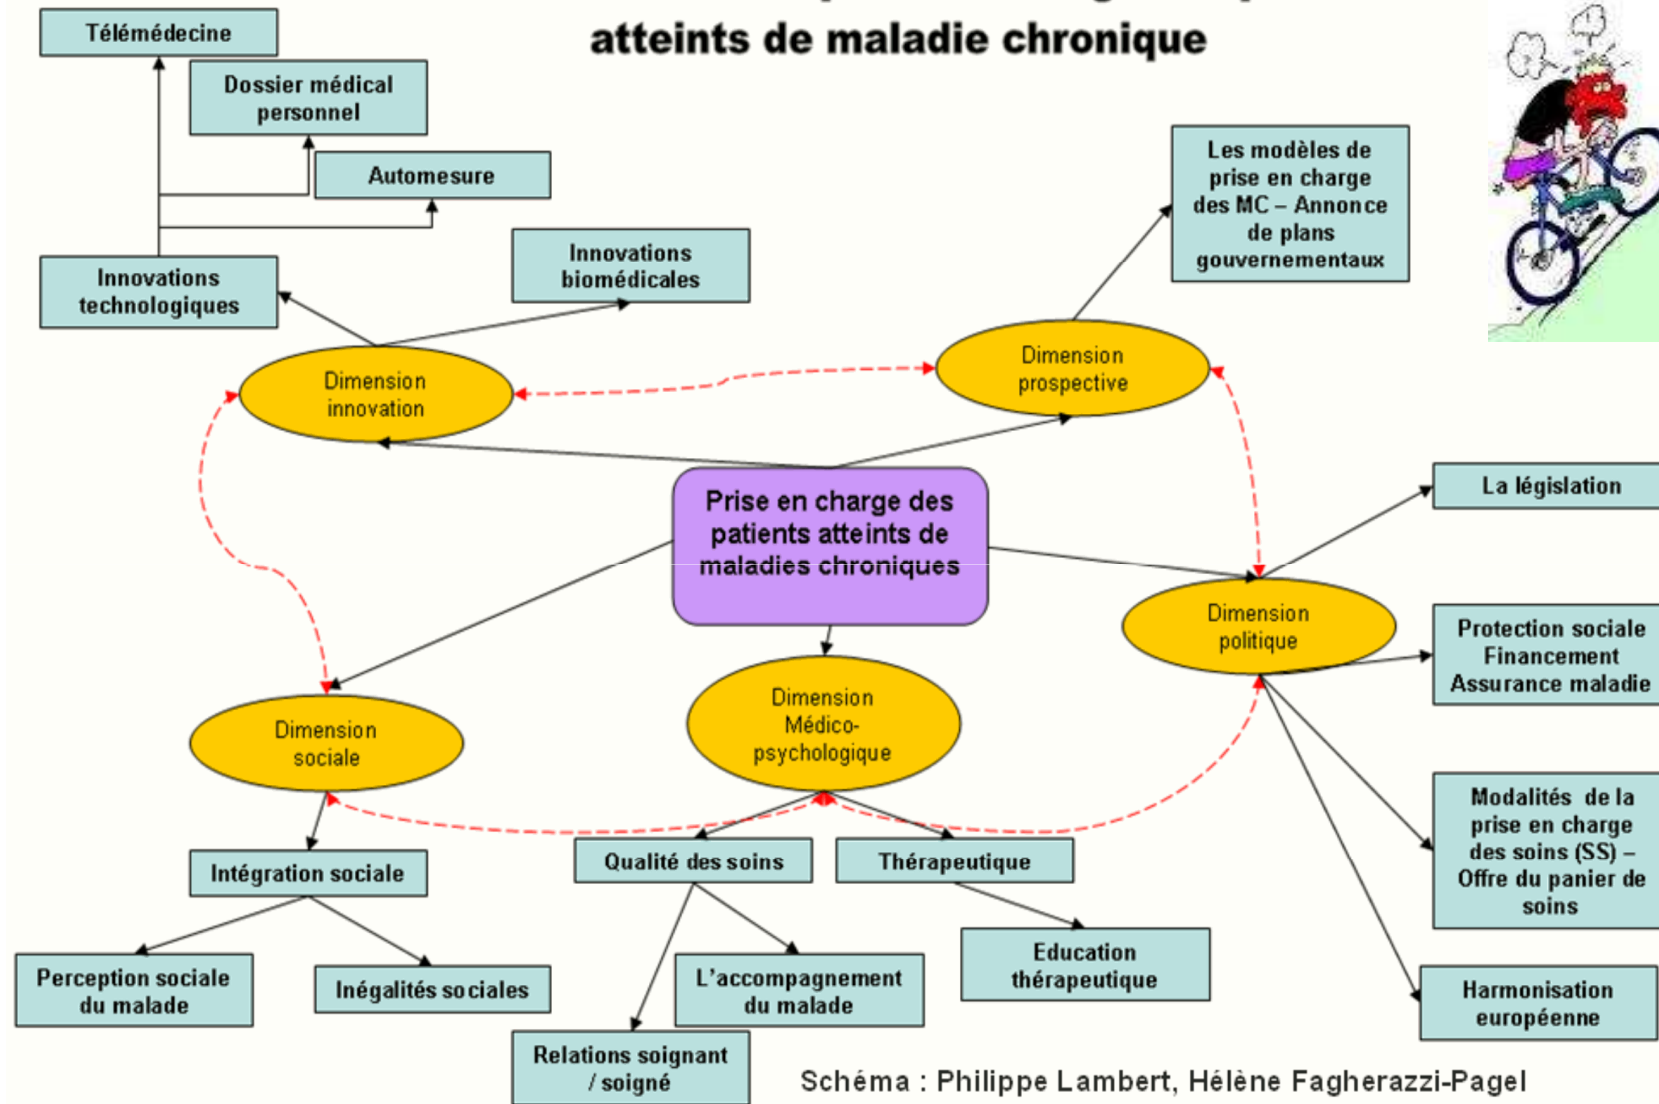 atteints de maladie chronique
Télémédecine
Dossier médical
personnel
Automesure
Innovations
technologiques
Innovations
biomédicales
Les modèles de
prise en charge
des MC – Annonce
de plans
gouvernementaux
Dimension
innovation
Dimension
prospective
Prise en charge des
patients atteints de
maladies chroniques
La législation
Dimension
politique
Protection sociale
Financement
Assurance maladie
Dimension
sociale
Dimension
Médico-
psychologique
Modalités de la
prise en charge
des soins (SS) –
Offre du panier de
soins
Intégration sociale
Qualité des soins
Thérapeutique
Perception sociale
du malade
Inégalités sociales
L'accompagnement
du malade
Education
thérapeutique
Harmonisation
européenne
Relations soignant
/ soigné
Schéma : Philippe Lambert, Hélène Fagherazzi-Pagel